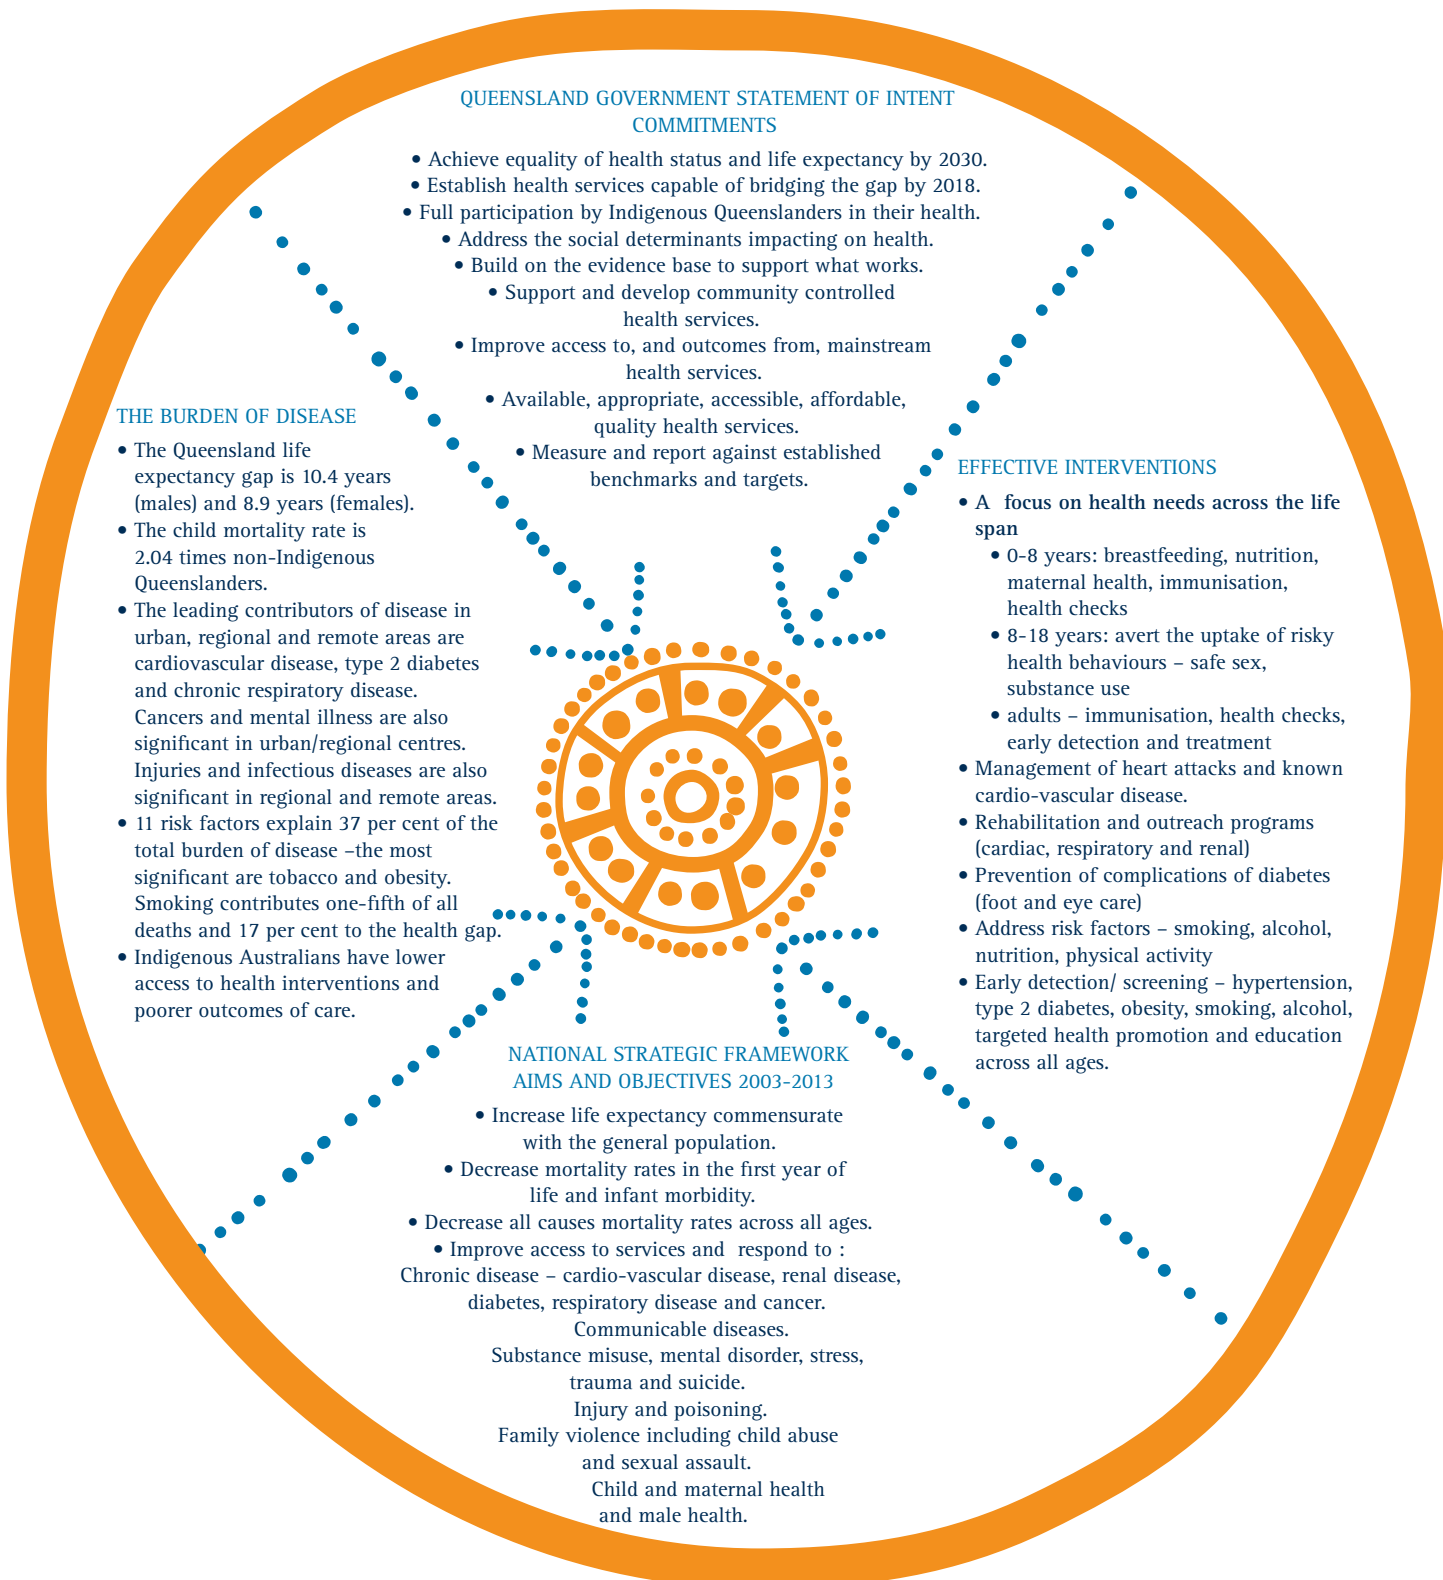 QUEENSLAND GOVERNMENT STATEMENT OF INTENT
COMMITMENTS
• Achieve equality of health status and life expectancy by 2030.
• Establish health services capable of bridging the gap by 2018.
• Full participation by Indigenous Queenslanders in their health.
• Address the social determinants impacting on health.
• Build on the evidence base to support what works.
• Support and develop community controlled
health services.
• Improve access to, and outcomes from, mainstream
health services.
• Available, appropriate, accessible, affordable,
quality health services.
• Measure and report against established
benchmarks and targets.
THE BURDEN OF DISEASE
• The Queensland life
expectancy gap is 10.4 years
(males) and 8.9 years (females).
• The child mortality rate is
2.04 times non-Indigenous
Queenslanders.
• The leading contributors of disease in
urban, regional and remote areas are
cardiovascular disease, type 2 diabetes
and chronic respiratory disease.
Cancers and mental illness are also
significant in urban/regional centres.
Injuries and infectious diseases are also
significant in regional and remote areas.
• 11 risk factors explain 37 per cent of the
total burden of disease –the most
significant are tobacco and obesity.
Smoking contributes one-fifth of all
deaths and 17 per cent to the health gap.
• Indigenous Australians have lower
access to health interventions and
poorer outcomes of care.
EFFECTIVE INTERVENTIONS
• A focus on health needs across the life
span
• 0-8 years: breastfeeding, nutrition,
maternal health, immunisation,
health checks
• 8-18 years: avert the uptake of risky
health behaviours – safe sex,
substance use
• adults – immunisation, health checks,
early detection and treatment
• Management of heart attacks and known
cardio-vascular disease.
• Rehabilitation and outreach programs
(cardiac, respiratory and renal)
• Prevention of complications of diabetes
(foot and eye care)
• Address risk factors – smoking, alcohol,
nutrition, physical activity
• Early detection/ screening – hypertension,
type 2 diabetes, obesity, smoking, alcohol,
targeted health promotion and education
across all ages.
NATIONAL STRATEGIC FRAMEWORK
AIMS AND OBJECTIVES 2003-2013
• Increase life expectancy commensurate
with the general population.
• Decrease mortality rates in the first year of
life and infant morbidity.
• Decrease all causes mortality rates across all ages.
• Improve access to services and respond to :
Chronic disease – cardio-vascular disease, renal disease,
diabetes, respiratory disease and cancer.
Communicable diseases.
Substance misuse, mental disorder, stress,
trauma and suicide.
Injury and poisoning.
Family violence including child abuse
and sexual assault.
Child and maternal health
and male health.